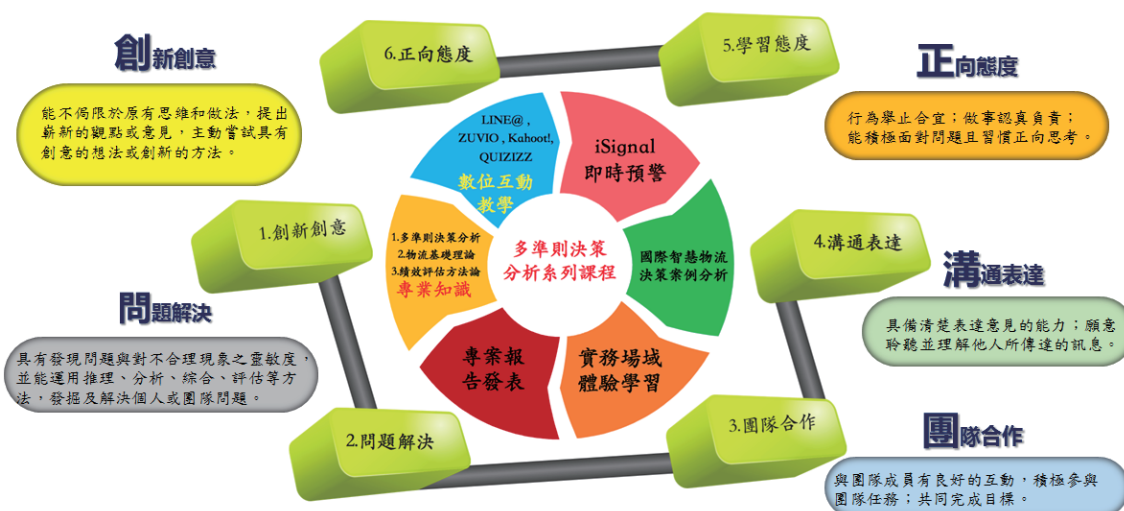 創新創意
能不侷限於原有思維和做法，提出
嶄新的觀點或意見，主動嘗試具有
創意的想法或創新的方法。
問題解決
具有發現問題與對不合理現象之靈敏度，
並能運用推理、分析、綜合、評估等方
法，發掘及解決個人或團隊問題。
6.正向態度
5.學習態度
1.創新創意
2.問題解決
3.團隊合作
4.溝通表達
LINE@ ,
ZUVIO , Kahoot!,
QUIZIZZ
數位互動
教學
iSignal
即時預警
國際智慧物流
決策案例分析
實務場域
體驗學習
專案報
告發表
1.多準則決策分析
2.物流基礎理論
3.績效評估方法論
專業知識
多準則決策
分析系列課程
正向態度
行為舉止合宜；做事認真負責；
能積極面對問題且習慣正向思考。
溝通表達
具備清楚表達意見的能力；願意
聆聽並理解他人所傳達的訊息。
團隊合作
與團隊成員有良好的互動，積極參與
團隊任務；共同完成目標。